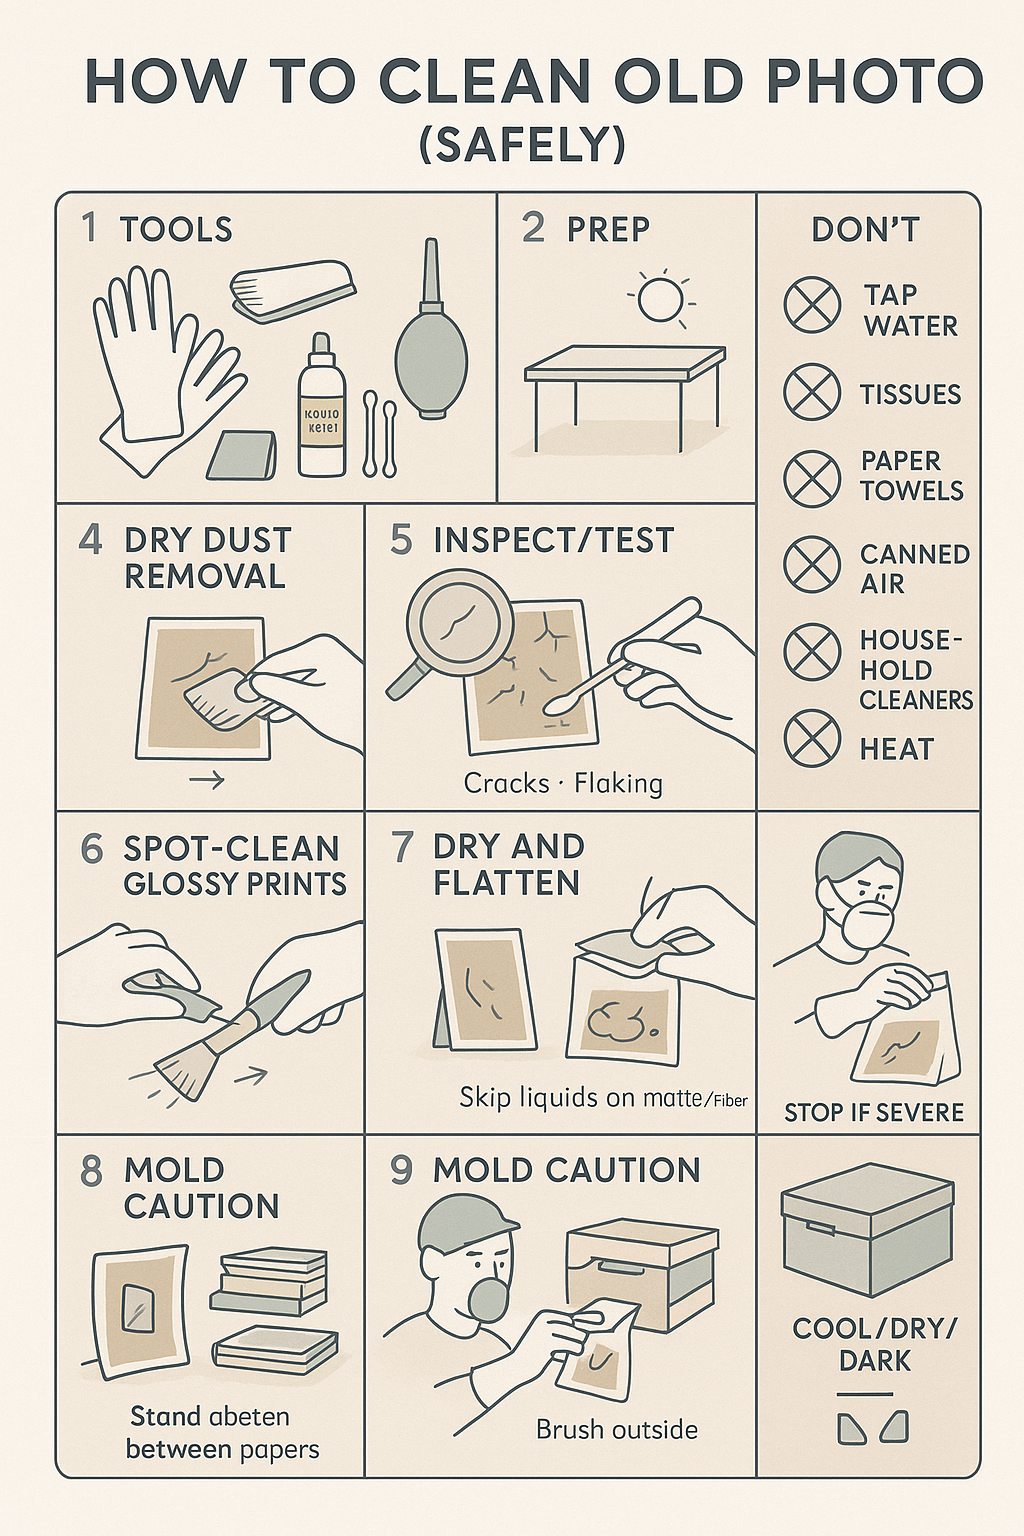 HOW TO CLEAN OLD PHOTO
(SAFELY)
1 TOOLS
2 PREP
DON'T
TAP
WATER
TISSUES
PAPER
TOWELS
CANNED
AIR
HOUSE-
HOLD
CLEANERS
HEAT
4 DRY DUST
REMOVAL
5 INSPECT/TEST
Cracks · Flaking
6 SPOT-CLEAN
GLOSSY PRINTS
7 DRY AND
FLATTEN
Skip liquids on matte/Fiber
STOP IF SEVERE
8 MOLD
CAUTION
Stand abeten
between papers
9 MOLD CAUTION
Brush outside
COOL/DRY/
DARK